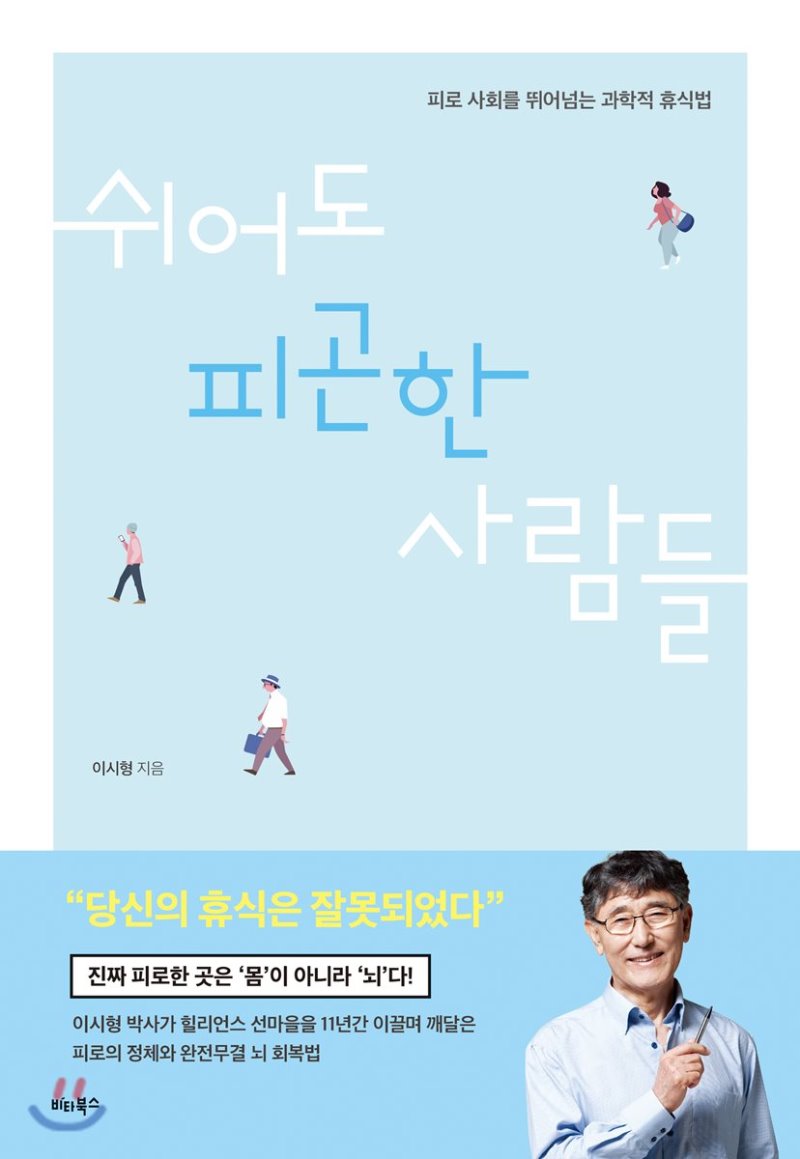 피로 사회를 뛰어넘는 과학적 휴식법
쉬어도
피곤한
사람들
이시형 지음
“당신의 휴식은 잘못되었다”
진짜 피로한 곳은 ‘몸’이 아니라 ‘뇌’다!
이시형 박사가 힐리언스 선마을을 11년간 이끌며 깨달은
피로의 정체와 완전무결 뇌 회복법
비타북스